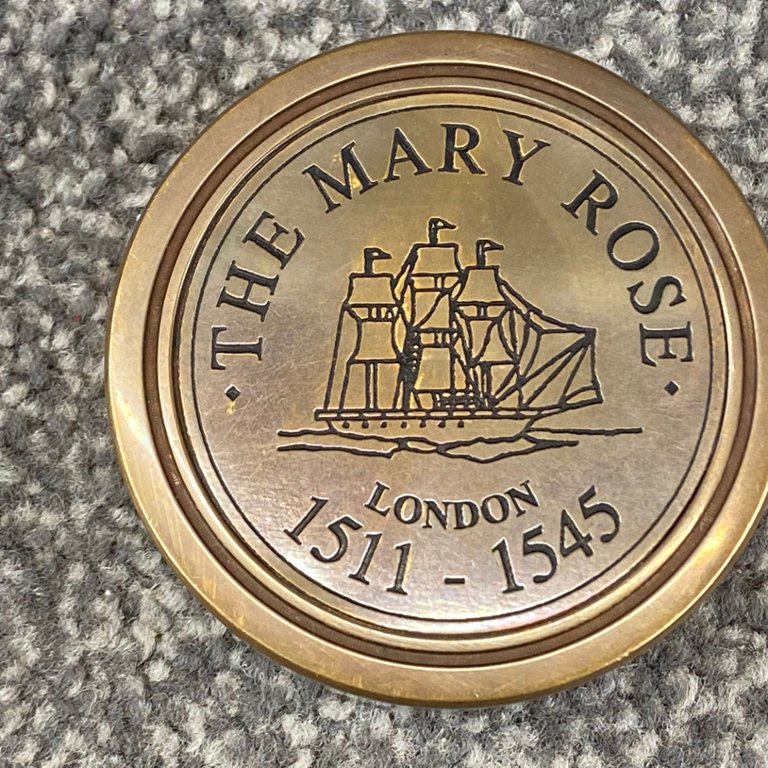 · THE MARY ROSE ·
LONDON
1511 - 1545